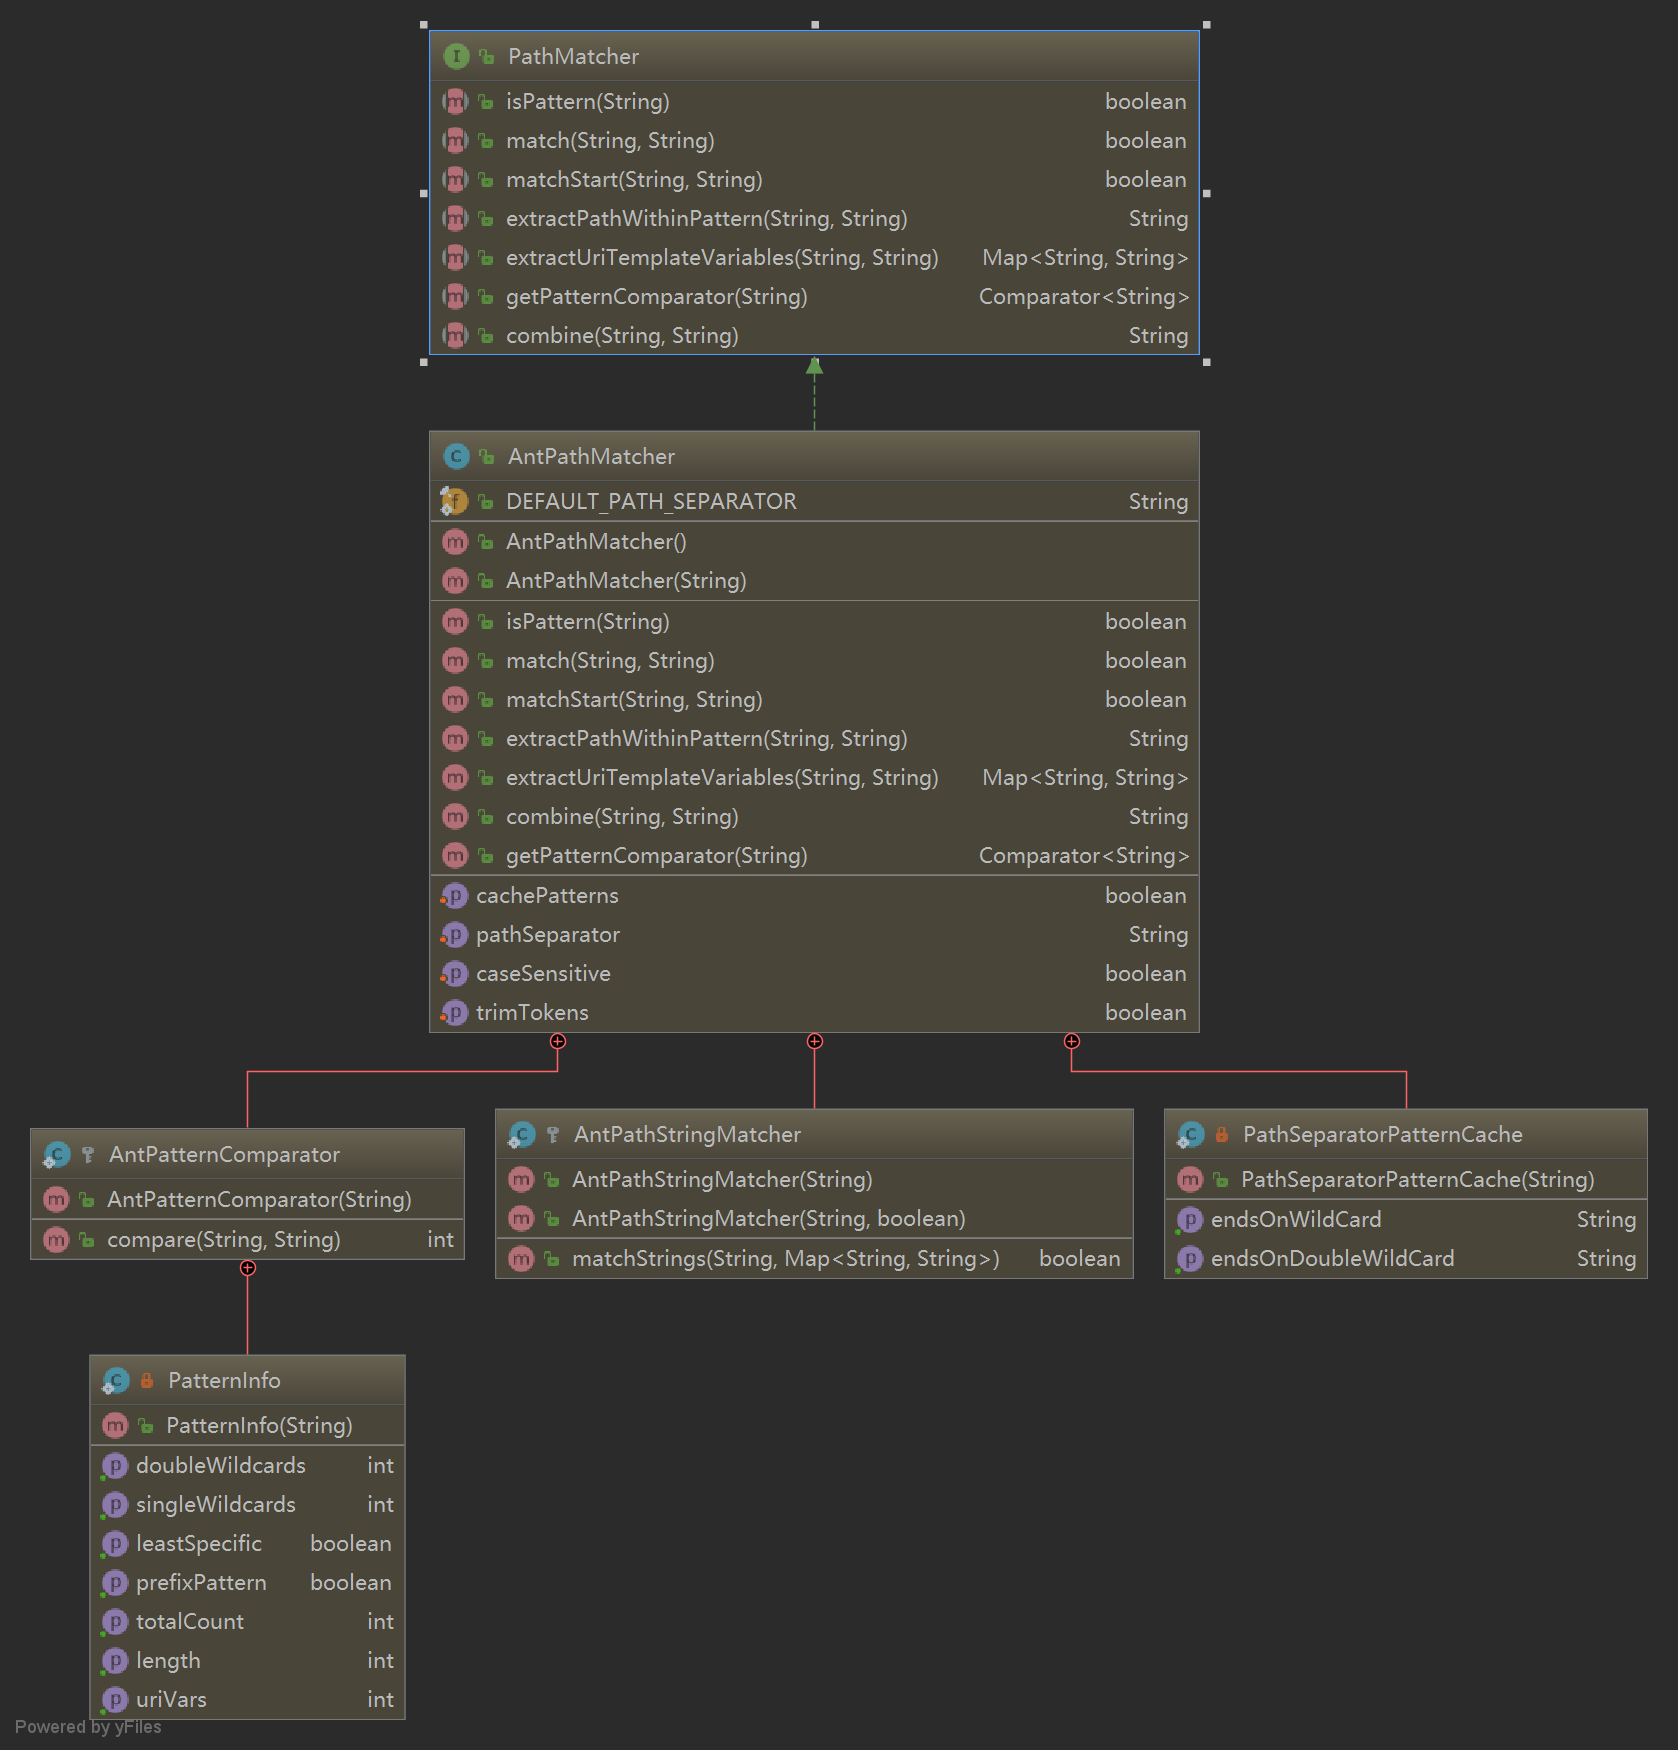 PathMatcher
isPattern(String) boolean
match(String, String) boolean
matchStart(String, String) boolean
extractPathWithinPattern(String, String) String
extractUriTemplateVariables(String, String) Map<String, String>
getPatternComparator(String) Comparator<String>
combine(String, String) String
AntPathMatcher
DEFAULT_PATH_SEPARATOR String
AntPathMatcher()
AntPathMatcher(String)
isPattern(String) boolean
match(String, String) boolean
matchStart(String, String) boolean
extractPathWithinPattern(String, String) String
extractUriTemplateVariables(String, String) Map<String, String>
combine(String, String) String
getPatternComparator(String) Comparator<String>
cachePatterns boolean
pathSeparator String
caseSensitive boolean
trimTokens boolean
AntPatternComparator
AntPatternComparator(String)
compare(String, String) int
AntPathStringMatcher
AntPathStringMatcher(String)
AntPathStringMatcher(String, boolean)
matchStrings(String, Map<String, String>) boolean
PathSeparatorPatternCache
PathSeparatorPatternCache(String)
endsOnWildCard String
endsOnDoubleWildCard String
PatternInfo
PatternInfo(String)
doubleWildcards int
singleWildcards int
leastSpecific boolean
prefixPattern boolean
totalCount int
length int
uriVars int
Powered by yFiles